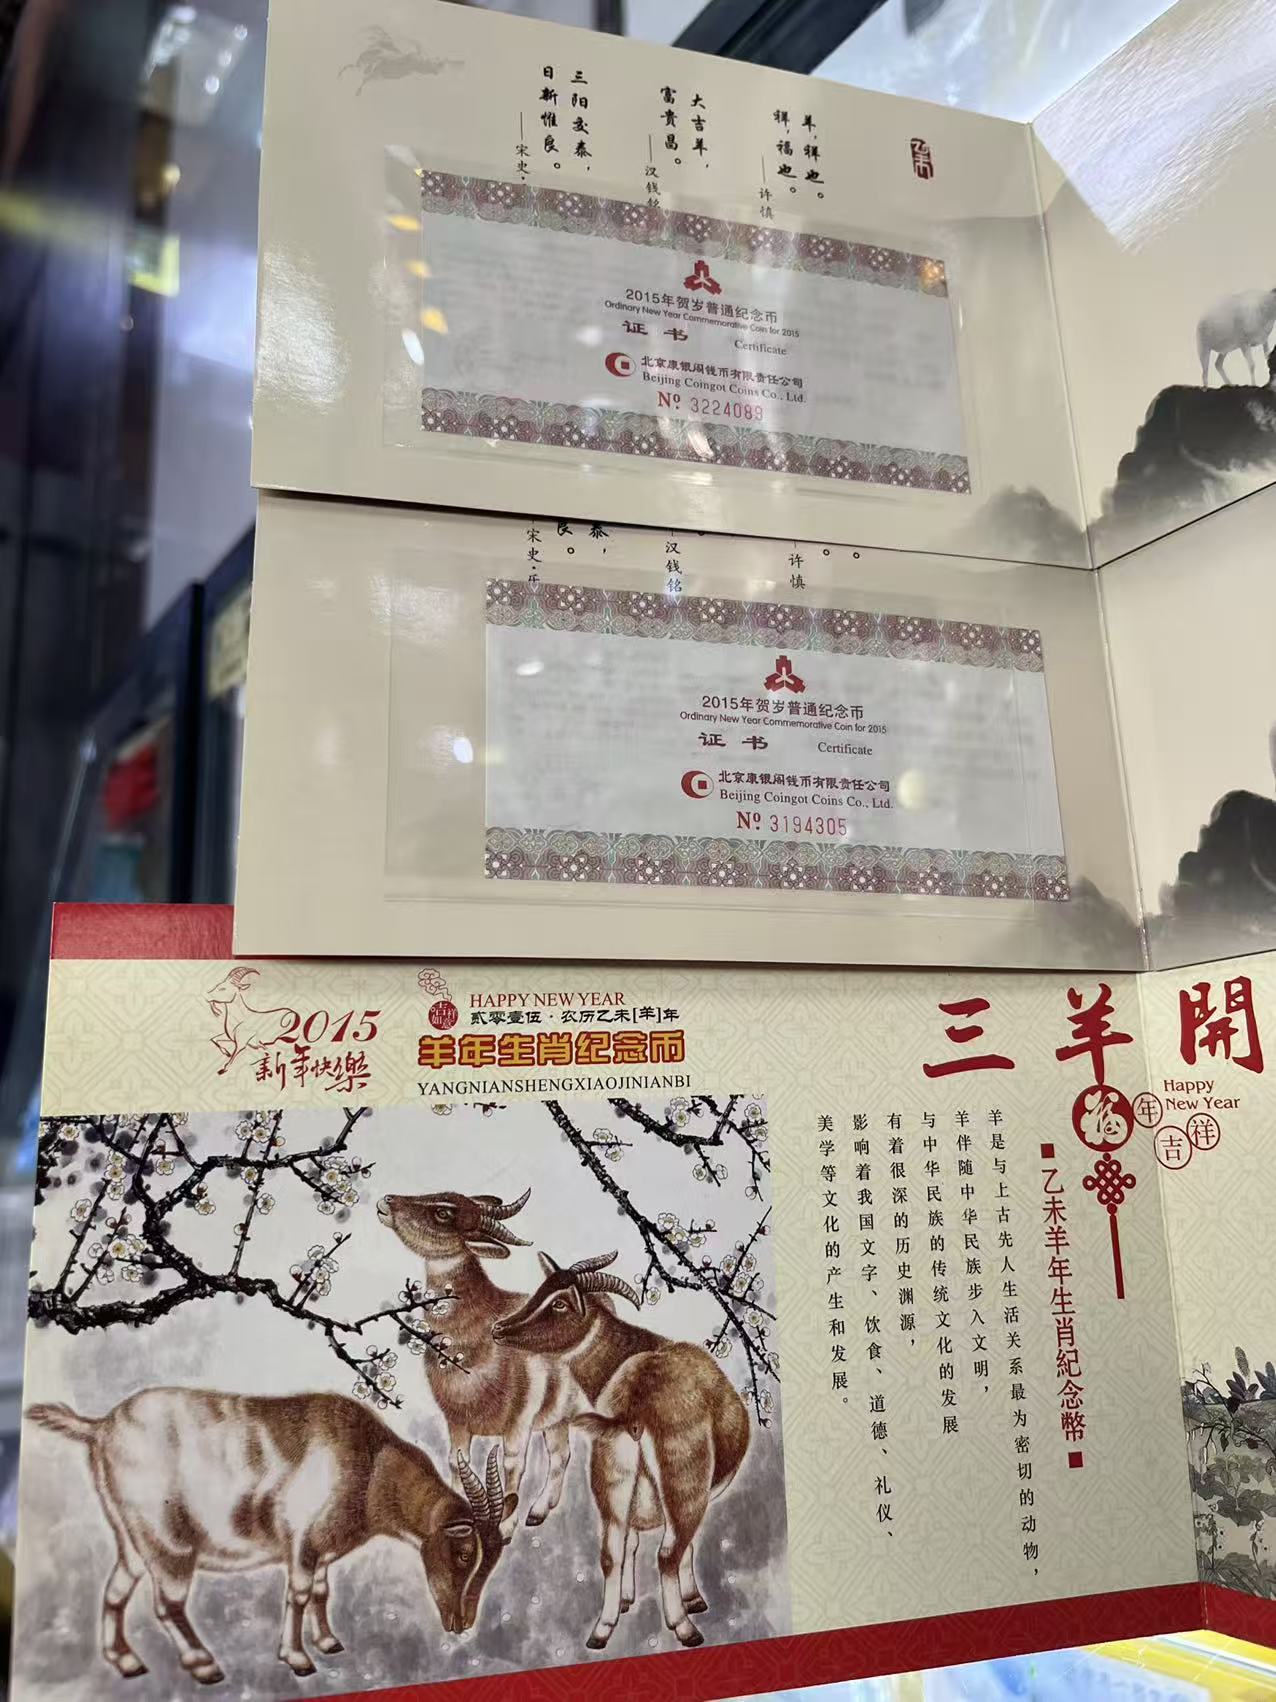 羊，祥也。
祥，福也。
——许慎
大吉羊，
富贵昌。
——汉钱铭
三阳交泰，
日新惟良。
——宋史·
乙未
2015年贺岁普通纪念币
Ordinary New Year Commemorative Coin for 2015
证书 Certificate
北京康银阁钱币有限责任公司
Beijing Coingot Coins Co., Ltd.
№ 3224089
许慎
汉钱铭
泰，
良。
宋史·乐
2015年贺岁普通纪念币
Ordinary New Year Commemorative Coin for 2015
证书 Certificate
北京康银阁钱币有限责任公司
Beijing Coingot Coins Co., Ltd.
№ 3194305
2015
新年快樂
吉祥如意
HAPPY NEW YEAR
贰零壹伍·农历乙未[羊]年
羊年生肖纪念币
YANGNIANSHENGXIAOJINIANBI
三羊開
福
Happy
New Year
年
吉祥
■乙未羊年生肖紀念幣■
羊是与上古先人生活关系最为密切的动物，
羊伴随中华民族步入文明，
与中华民族的传统文化的发展
有着很深的历史渊源，
影响着我国文字、饮食、道德、礼仪、
美学等文化的产生和发展。